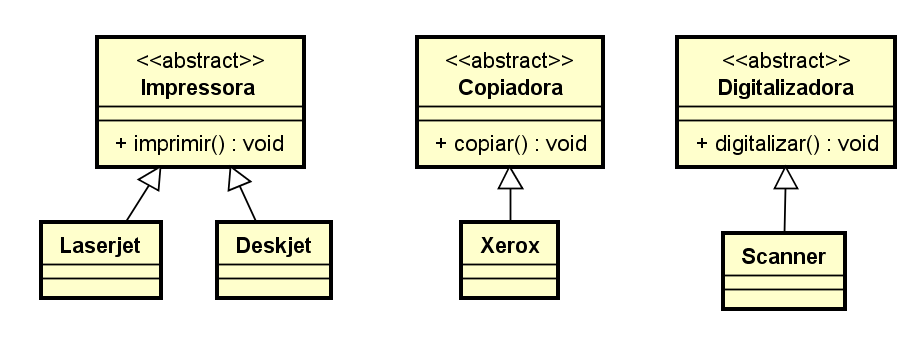 <<abstract>>
Impressora
+ imprimir() : void
<<abstract>>
Copiadora
+ copiar() : void
<<abstract>>
Digitalizadora
+ digitalizar() : void
Laserjet
Deskjet
Xerox
Scanner